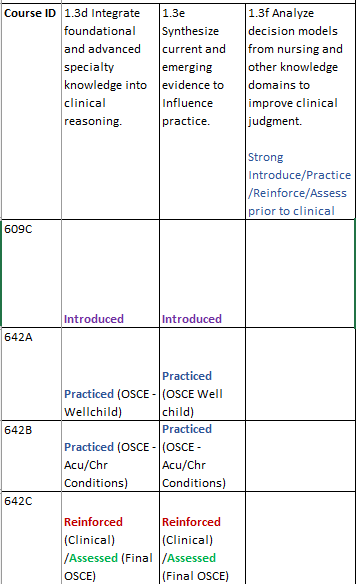 Course ID
1.3d Integrate
foundational
and advanced
specialty
knowledge into
clinical
reasoning.
1.3e
Synthesize
current and
emerging
evidence to
Influence
practice.
1.3f Analyze
decision models
from nursing and
other knowledge
domains to
improve clinical
judgment.
Strong
Introduce/Practice
/Reinforce/Assess
prior to clinical
609C
Introduced
Introduced
642A
Practiced (OSCE -
Wellchild)
Practiced
(OSCE Well
child)
642B
Practiced (OSCE -
Acu/Chr
Conditions)
Practiced
(OSCE -
Acu/Chr
Conditions)
642C
Reinforced
(Clinical)
/Assessed (Final
OSCE)
Reinforced
(Clinical)
/Assessed
(Final OSCE)